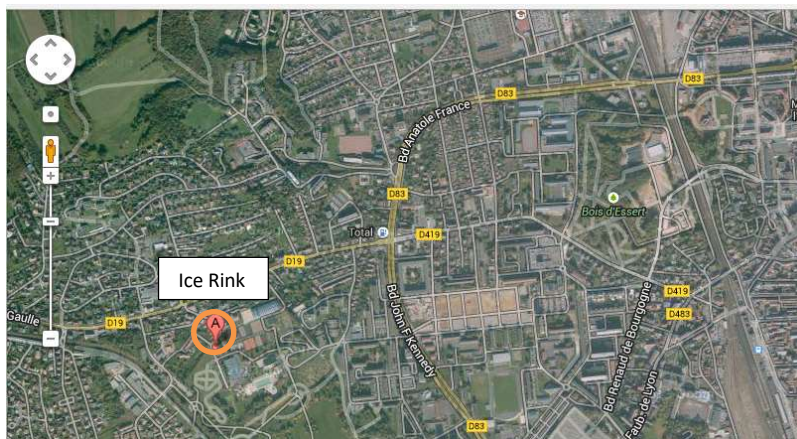 D83
D83
Bd Anatole France
D83
Bois d'Essert
Total
D419
D19
Ice Rink
D419
Gaulle
D19
A
D483
Bd John F Kennedy
Bd Renaud de Bourgogne
Faub. de Lyon
D83